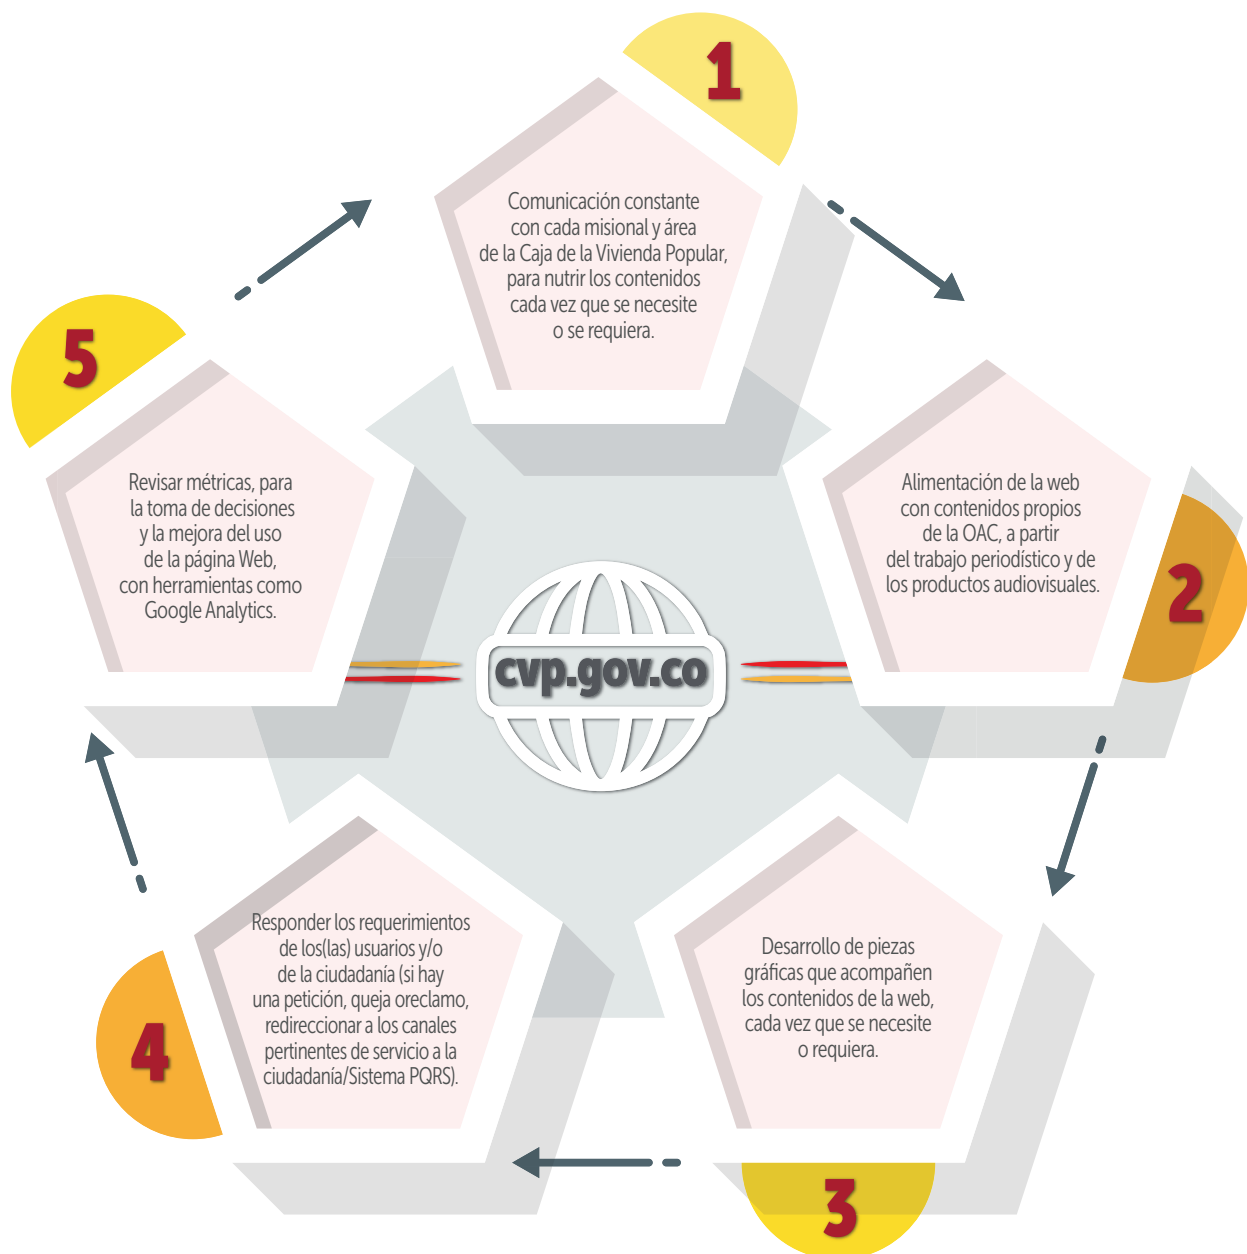 1
Comunicación constante
con cada misional y área
de la Caja de la Vivienda Popular,
para nutrir los contenidos
cada vez que se necesite
o se requiera.
2
Alimentación de la web
con contenidos propios
de la OAC, a partir
del trabajo periodístico y de
los productos audiovisuales.
3
Desarrollo de piezas
gráficas que acompañen
los contenidos de la web,
cada vez que se necesite
o requiera.
4
Responder los requerimientos
de los(las) usuarios y/o
de la ciudadanía (si hay
una petición, queja oreclamo,
redireccionar a los canales
pertinentes de servicio a la
ciudadanía/Sistema PQRS).
5
Revisar métricas, para
la toma de decisiones
y la mejora del uso
de la página Web,
con herramientas como
Google Analytics.
cvp.gov.co